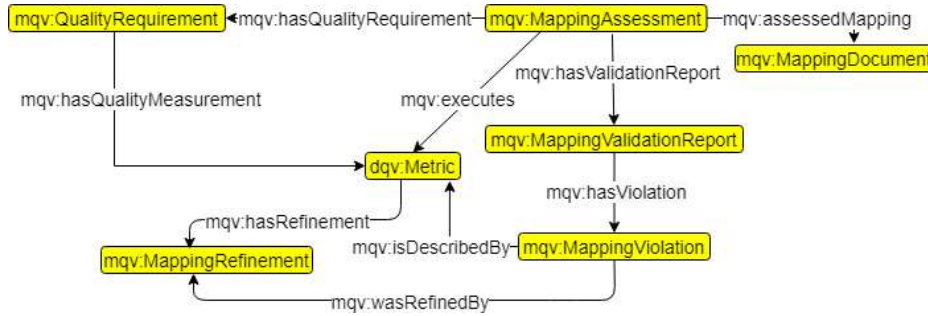 mqv:QualityRequirement
mqv:hasQualityRequirement
mqv:MappingAssessment
mqv:assessedMapping
mqv:MappingDocument
mqv:hasValidationReport
mqv:hasQualityMeasurement
mqv:executes
mqv:MappingValidationReport
dqv:Metric
mqv:hasViolation
mqv:hasRefinement
mqv:isDescribedBy
mqv:MappingViolation
mqv:MappingRefinement
mqv:wasRefinedBy